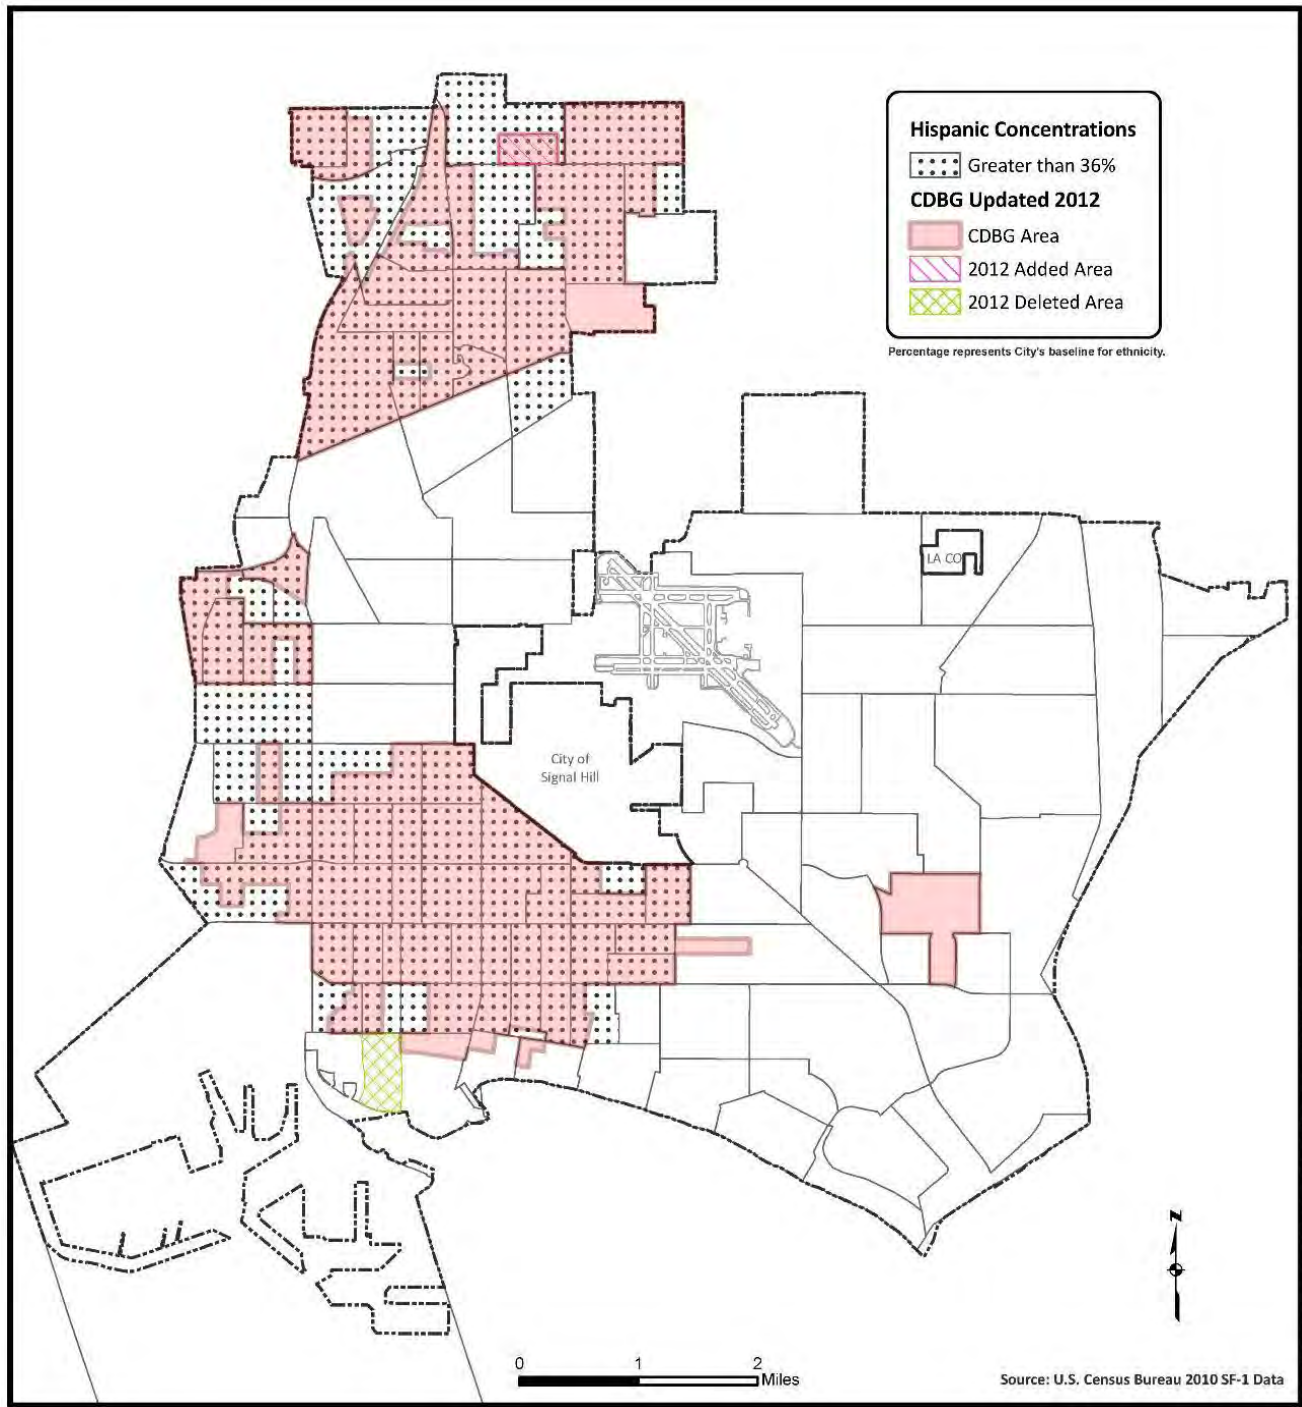 Hispanic Concentrations
Greater than 36%
CDBG Updated 2012
CDBG Area
2012 Added Area
2012 Deleted Area
Percentage represents City's baseline for ethnicity.
LA CO
City of
Signal Hill
N
0 1 2
Miles
Source: U.S. Census Bureau 2010 SF-1 Data